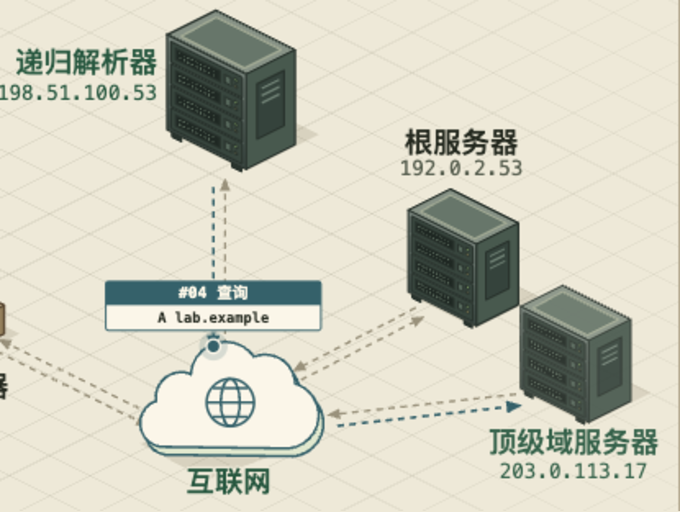 递归解析器
198.51.100.53
根服务器
192.0.2.53
#04 查询
A lab.example
器
互联网
顶级域服务器
203.0.113.17